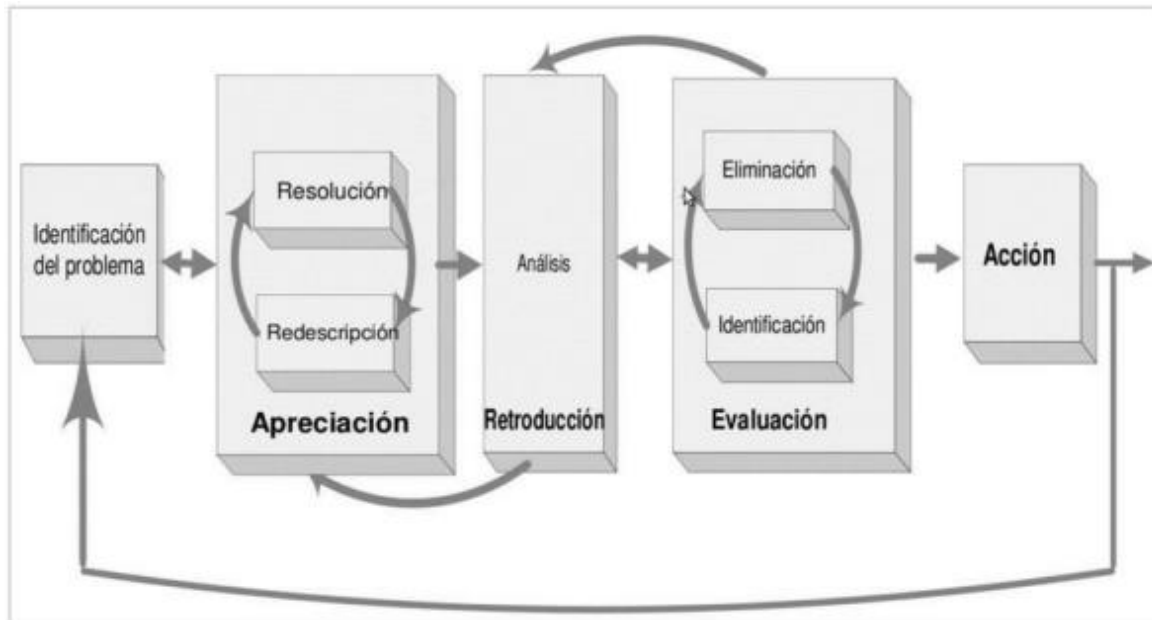 Identificación
del problema
Resolución
Redescripción
Apreciación
Análisis
Retroducción
Eliminación
Identificación
Evaluación
Acción